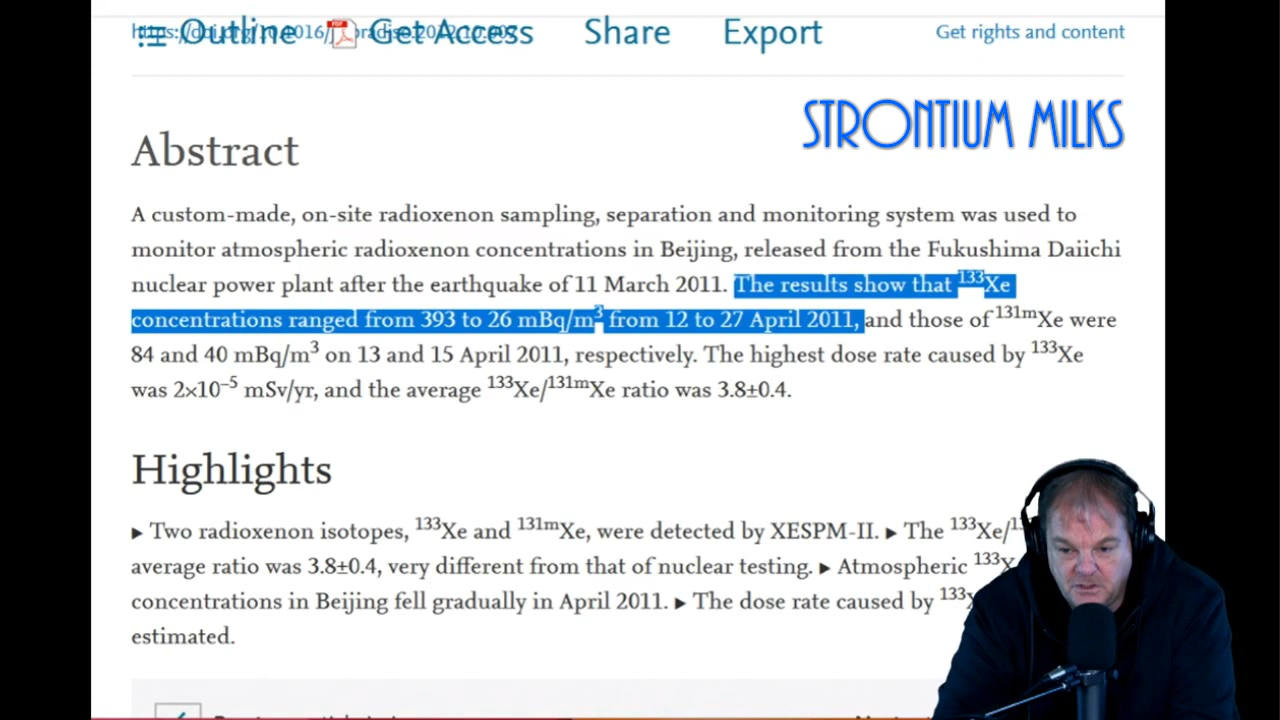 Outline Get Access Share Export Get rights and content
STRONTIUM MILKS
Abstract
A custom-made, on-site radioxenon sampling, separation and monitoring system was used to
monitor atmospheric radioxenon concentrations in Beijing, released from the Fukushima Daiichi
nuclear power plant after the earthquake of 11 March 2011. The results show that ¹³³Xe
concentrations ranged from 393 to 26 mBq/m³ from 12 to 27 April 2011, and those of ¹³¹ᵐXe were
84 and 40 mBq/m³ on 13 and 15 April 2011, respectively. The highest dose rate caused by ¹³³Xe
was 2×10⁻⁵ mSv/yr, and the average ¹³³Xe/¹³¹ᵐXe ratio was 3.8±0.4.
Highlights
▸ Two radioxenon isotopes, ¹³³Xe and ¹³¹ᵐXe, were detected by XESPM-II. ▸ The ¹³³Xe/
average ratio was 3.8±0.4, very different from that of nuclear testing. ▸ Atmospheric ¹³³
concentrations in Beijing fell gradually in April 2011. ▸ The dose rate caused by ¹³³
estimated.